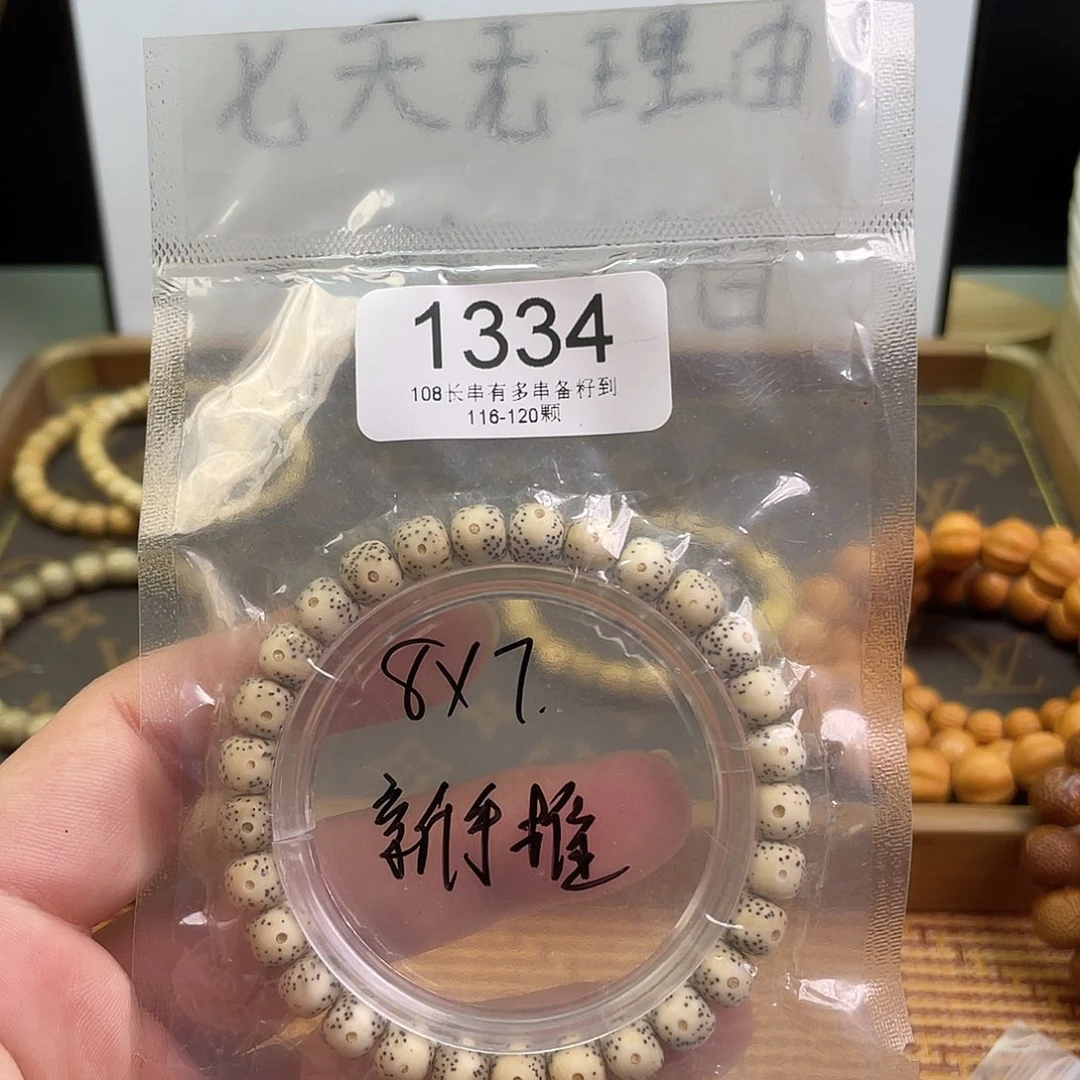 七天无理由
日
1334
108长串有多串备籽到
116-120颗
8X7.
新手推